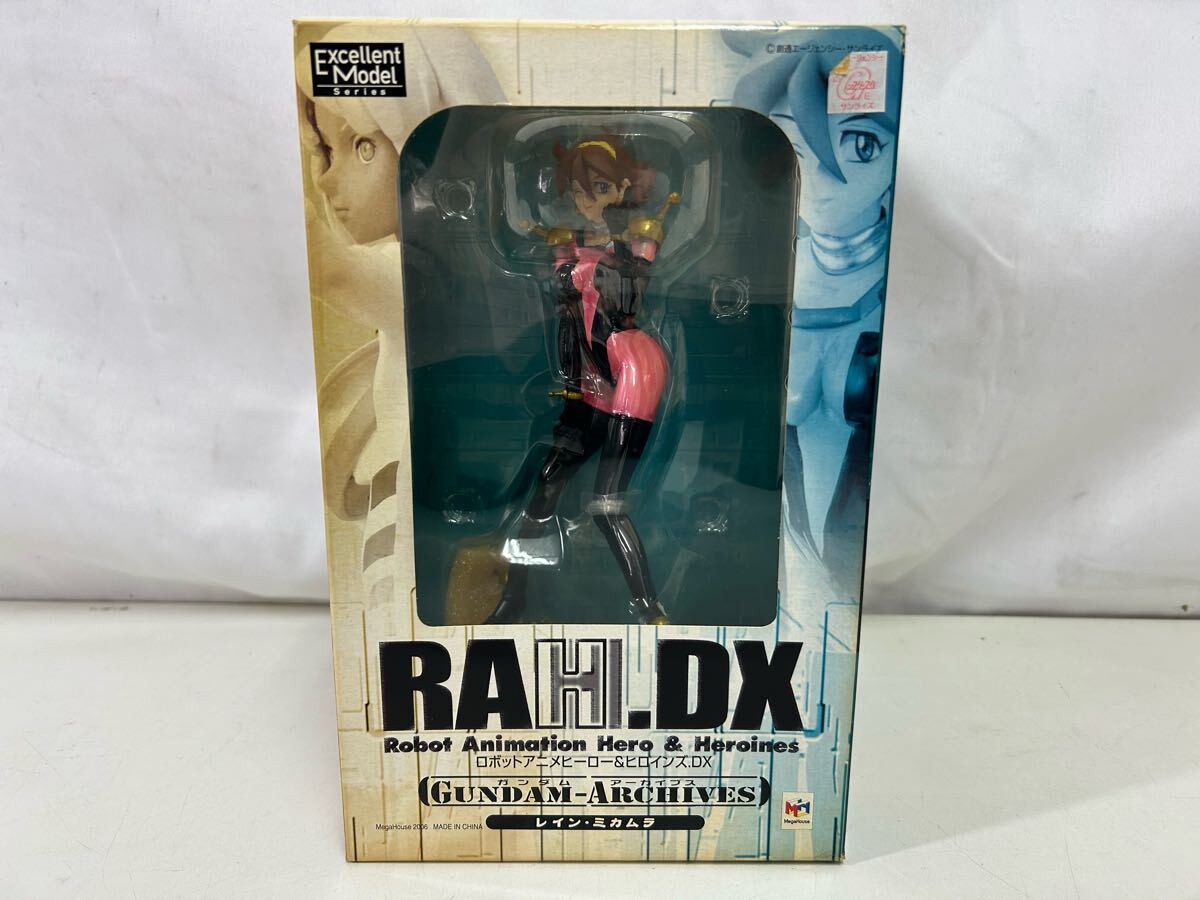 Excellent
Model
Series
©創通エージェンシー・サンライズ
サンライズ
RAH.DX
Robot Animation Hero & Heroines
ロボットアニメヒーロー&ヒロインズ.DX
ガンダム アーカイブス
GUNDAM-ARCHIVES
レイン・ミカムラ
MegaHouse 2006 MADE IN CHINA
MegaHouse